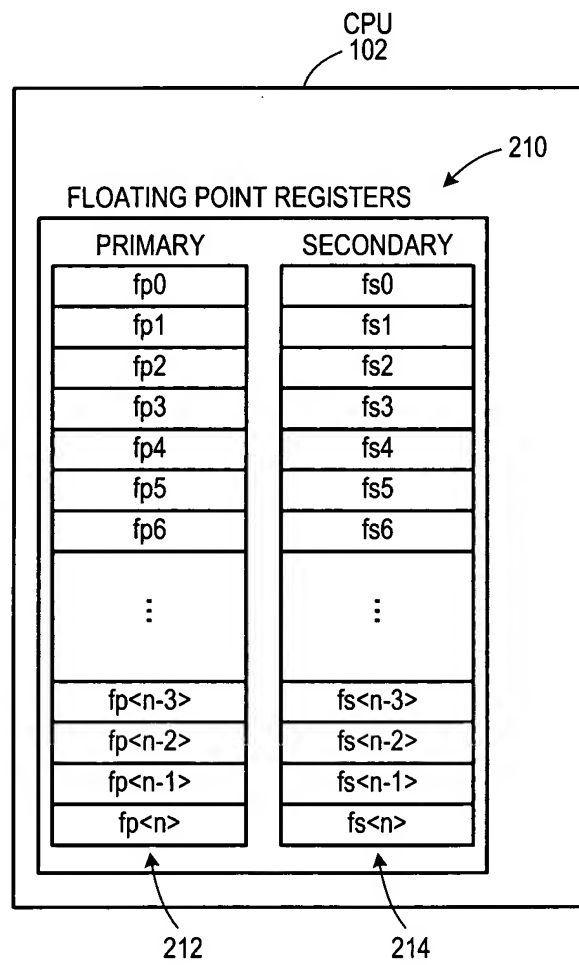 CPU
102
210
FLOATING POINT REGISTERS
PRIMARY SECONDARY
fp0 fs0
fp1 fs1
fp2 fs2
fp3 fs3
fp4 fs4
fp5 fs5
fp6 fs6
⋮ ⋮
fp<n-3> fs<n-3>
fp<n-2> fs<n-2>
fp<n-1> fs<n-1>
fp<n> fs<n>
212 214